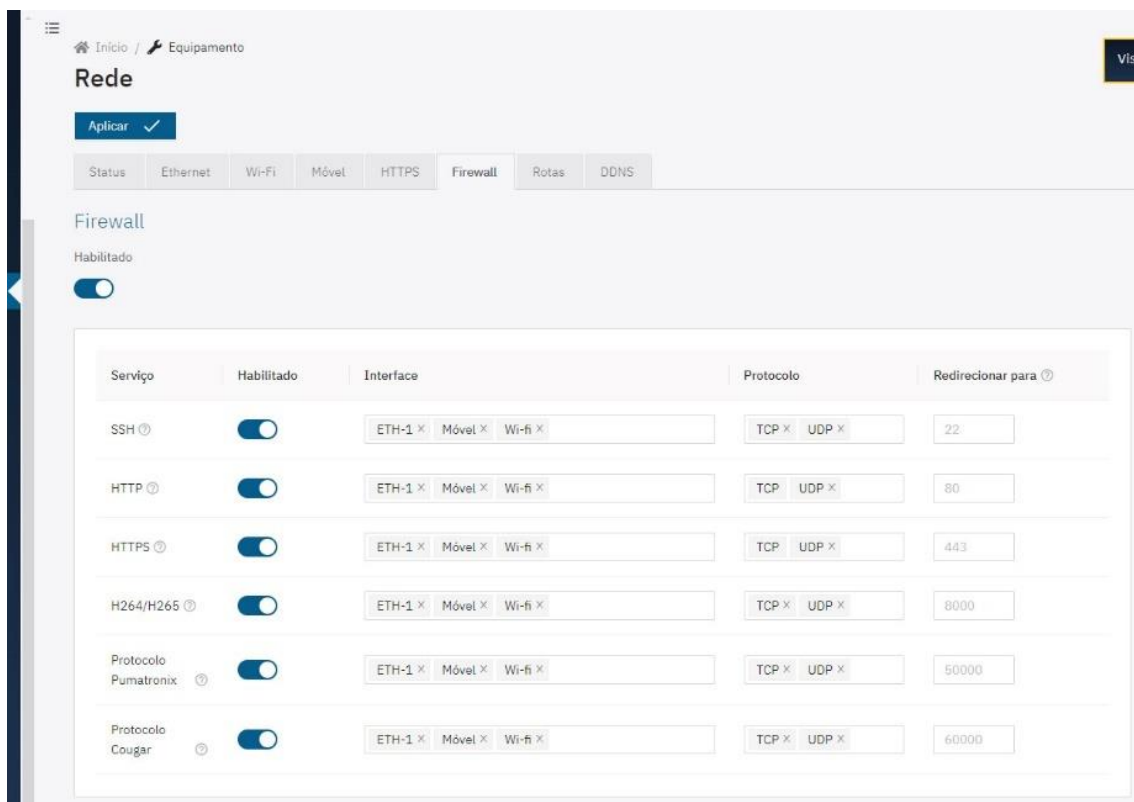 Início / Equipamento
Vis
Rede
Aplicar
Status Ethernet Wi-Fi Móvel HTTPS Firewall Rotas DDNS
Firewall
Habilitado
Serviço Habilitado Interface Protocolo Redirecionar para
SSH ETH-1 × Móvel × Wi-fi × TCP × UDP × 22
HTTP ETH-1 × Móvel × Wi-fi × TCP UDP × 80
HTTPS ETH-1 × Móvel × Wi-fi × TCP UDP × 443
H264/H265 ETH-1 × Móvel × Wi-fi × TCP × UDP × 8000
Protocolo
Pumatronix ETH-1 × Móvel × Wi-fi × TCP × UDP × 50000
Protocolo
Cougar ETH-1 × Móvel × Wi-fi × TCP × UDP × 60000